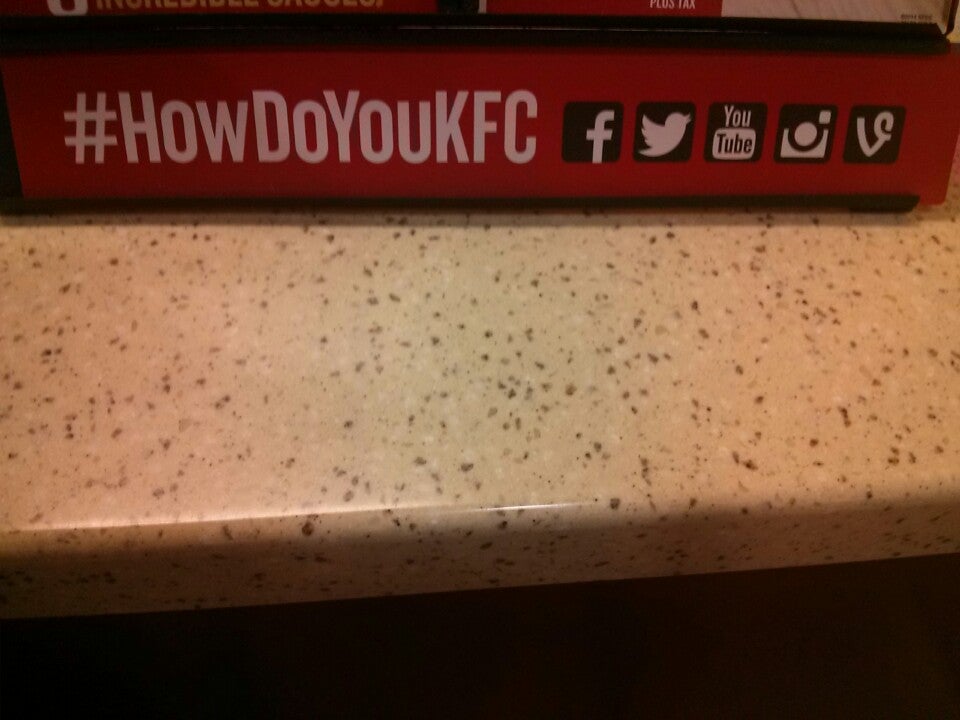 INCREDIBLE SAUCES!
PLUS TAX
#HOWDOYOUKFC
You
Tube